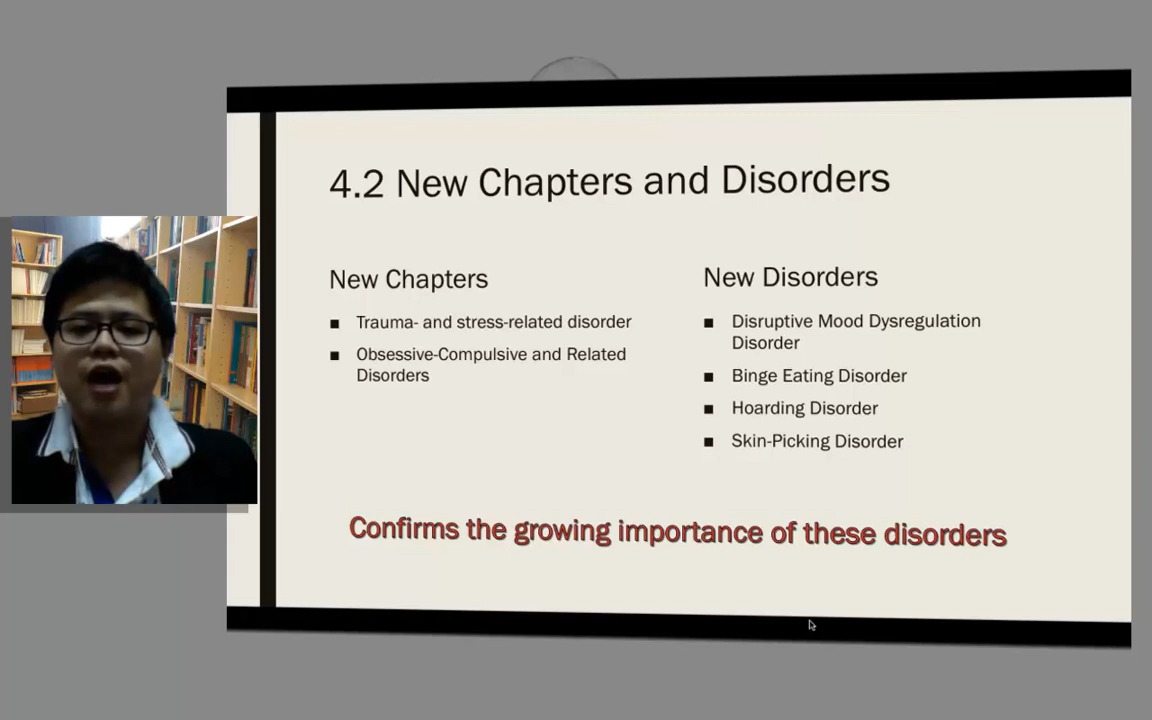 4.2 New Chapters and Disorders
New Chapters
■ Trauma- and stress-related disorder
■ Obsessive-Compulsive and Related
Disorders
New Disorders
■ Disruptive Mood Dysregulation
Disorder
■ Binge Eating Disorder
■ Hoarding Disorder
■ Skin-Picking Disorder
Confirms the growing importance of these disorders